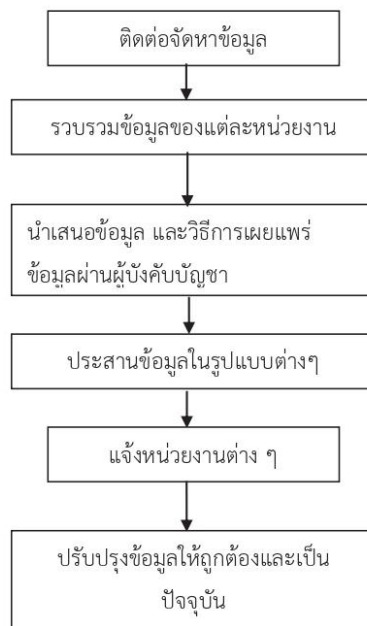 ติดต่อจัดหาข้อมูล
รวบรวมข้อมูลของแต่ละหน่วยงาน
นำเสนอข้อมูล และวิธีการเผยแพร่
ข้อมูลผ่านผู้บังคับบัญชา
ประสานข้อมูลในรูปแบบต่างๆ
แจ้งหน่วยงานต่าง ๆ
ปรับปรุงข้อมูลให้ถูกต้องและเป็น
ปัจจุบัน